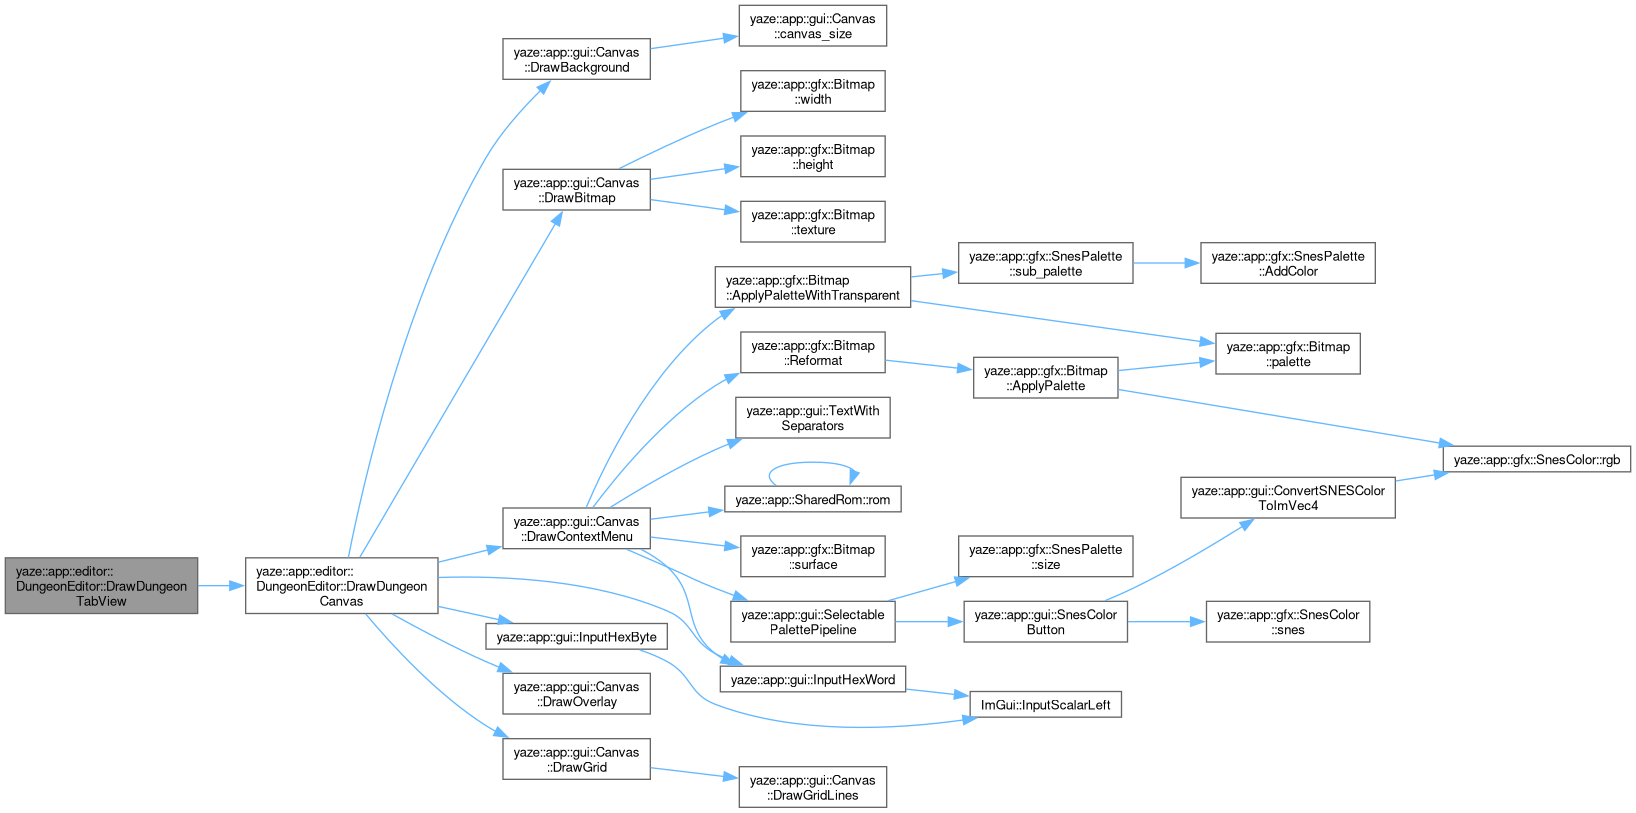 yaze::app::editor::
DungeonEditor::DrawDungeon
TabView
yaze::app::editor::
DungeonEditor::DrawDungeon
Canvas
yaze::app::gui::Canvas
::DrawBackground
yaze::app::gui::Canvas
::canvas_size
yaze::app::gui::Canvas
::DrawBitmap
yaze::app::gfx::Bitmap
::width
yaze::app::gfx::Bitmap
::height
yaze::app::gfx::Bitmap
::texture
yaze::app::gui::Canvas
::DrawContextMenu
yaze::app::gfx::Bitmap
::ApplyPaletteWithTransparent
yaze::app::gfx::SnesPalette
::sub_palette
yaze::app::gfx::SnesPalette
::AddColor
yaze::app::gfx::Bitmap
::palette
yaze::app::gfx::Bitmap
::Reformat
yaze::app::gfx::Bitmap
::ApplyPalette
yaze::app::gfx::SnesColor::rgb
yaze::app::gui::TextWith
Separators
yaze::app::SharedRom::rom
yaze::app::gfx::Bitmap
::surface
yaze::app::gui::Selectable
PalettePipeline
yaze::app::gfx::SnesPalette
::size
yaze::app::gui::SnesColor
Button
yaze::app::gui::ConvertSNESColor
ToImVec4
yaze::app::gfx::SnesColor
::snes
yaze::app::gui::InputHexWord
yaze::app::gui::InputHexByte
ImGui::InputScalarLeft
yaze::app::gui::Canvas
::DrawOverlay
yaze::app::gui::Canvas
::DrawGrid
yaze::app::gui::Canvas
::DrawGridLines